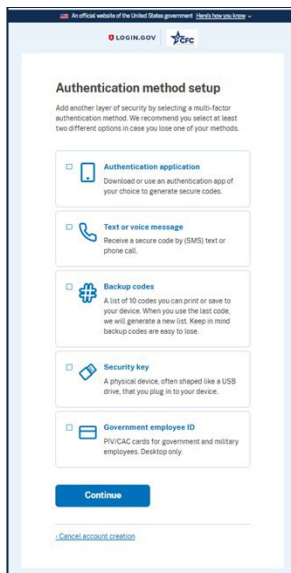 An official website of the United States government Here's how you know
LOGIN.GOV CFC
Authentication method setup
Add another layer of security by selecting a multi-factor
authentication method. We recommend you select at least
two different options in case you lose one of your methods.
Authentication application
Download or use an authentication app of
your choice to generate secure codes.
Text or voice message
Receive a secure code by (SMS) text or
phone call.
Backup codes
A list of 10 codes you can print or save to
your device. When you use the last code,
we will generate a new list. Keep in mind
backup codes are easy to lose.
Security key
A physical device, often shaped like a USB
drive, that you plug in to your device.
Government employee ID
PIV/CAC cards for government and military
employees. Desktop only.
Continue
‹ Cancel account creation